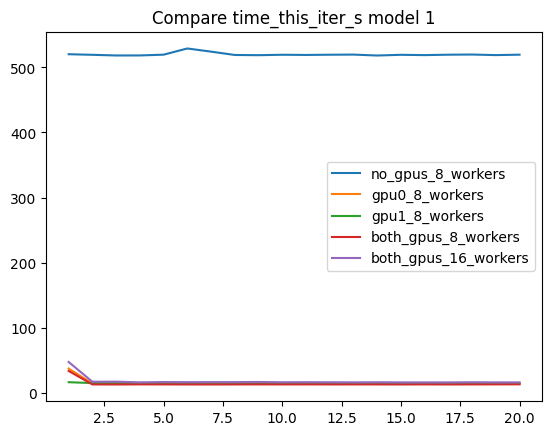 Compare time_this_iter_s model 1
500
400
300
200
100
0
no_gpus_8_workers
gpu0_8_workers
gpu1_8_workers
both_gpus_8_workers
both_gpus_16_workers
2.5 5.0 7.5 10.0 12.5 15.0 17.5 20.0